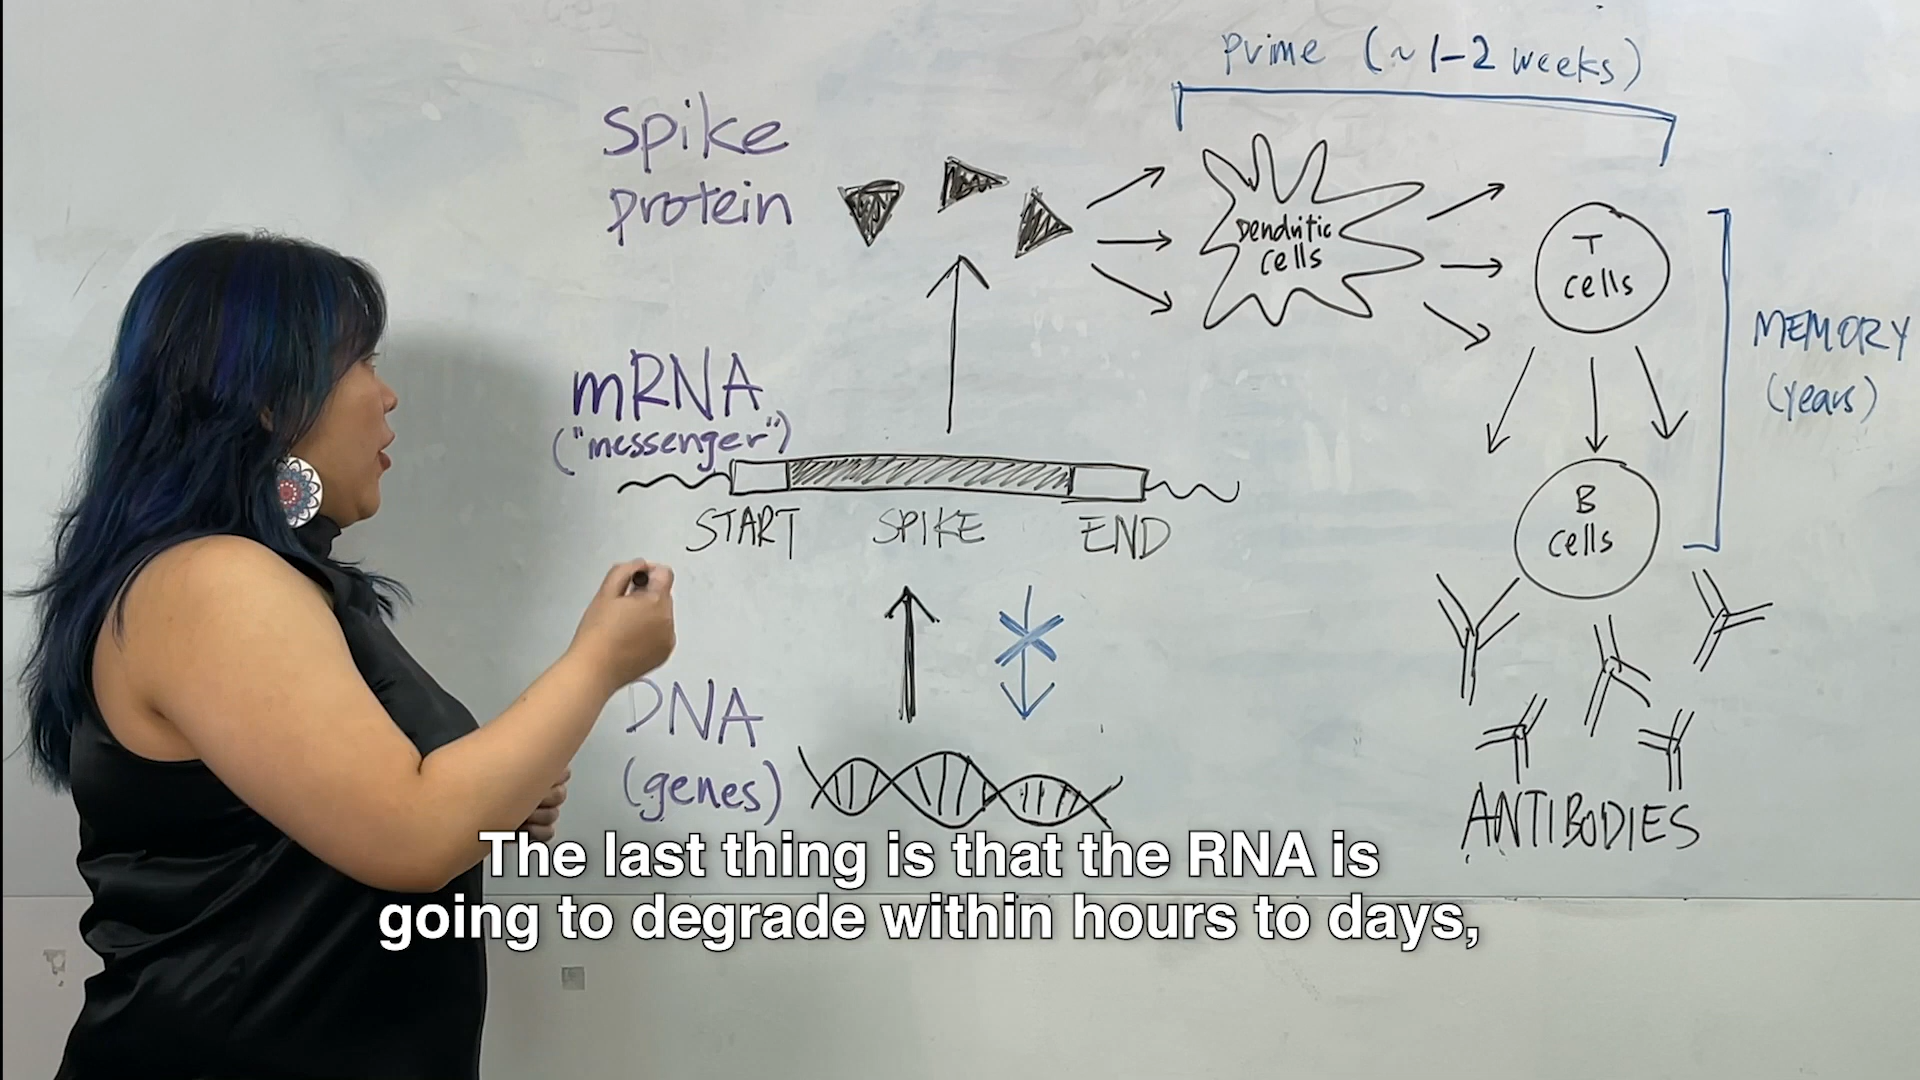 Prime (~1-2 weeks)
Spike
protein
Dendritic
cells
T
cells
MEMORY
(years)
mRNA
("messenger")
START SPIKE END
B
cells
DNA
(genes)
ANTIBODIES
The last thing is that the RNA is
going to degrade within hours to days,